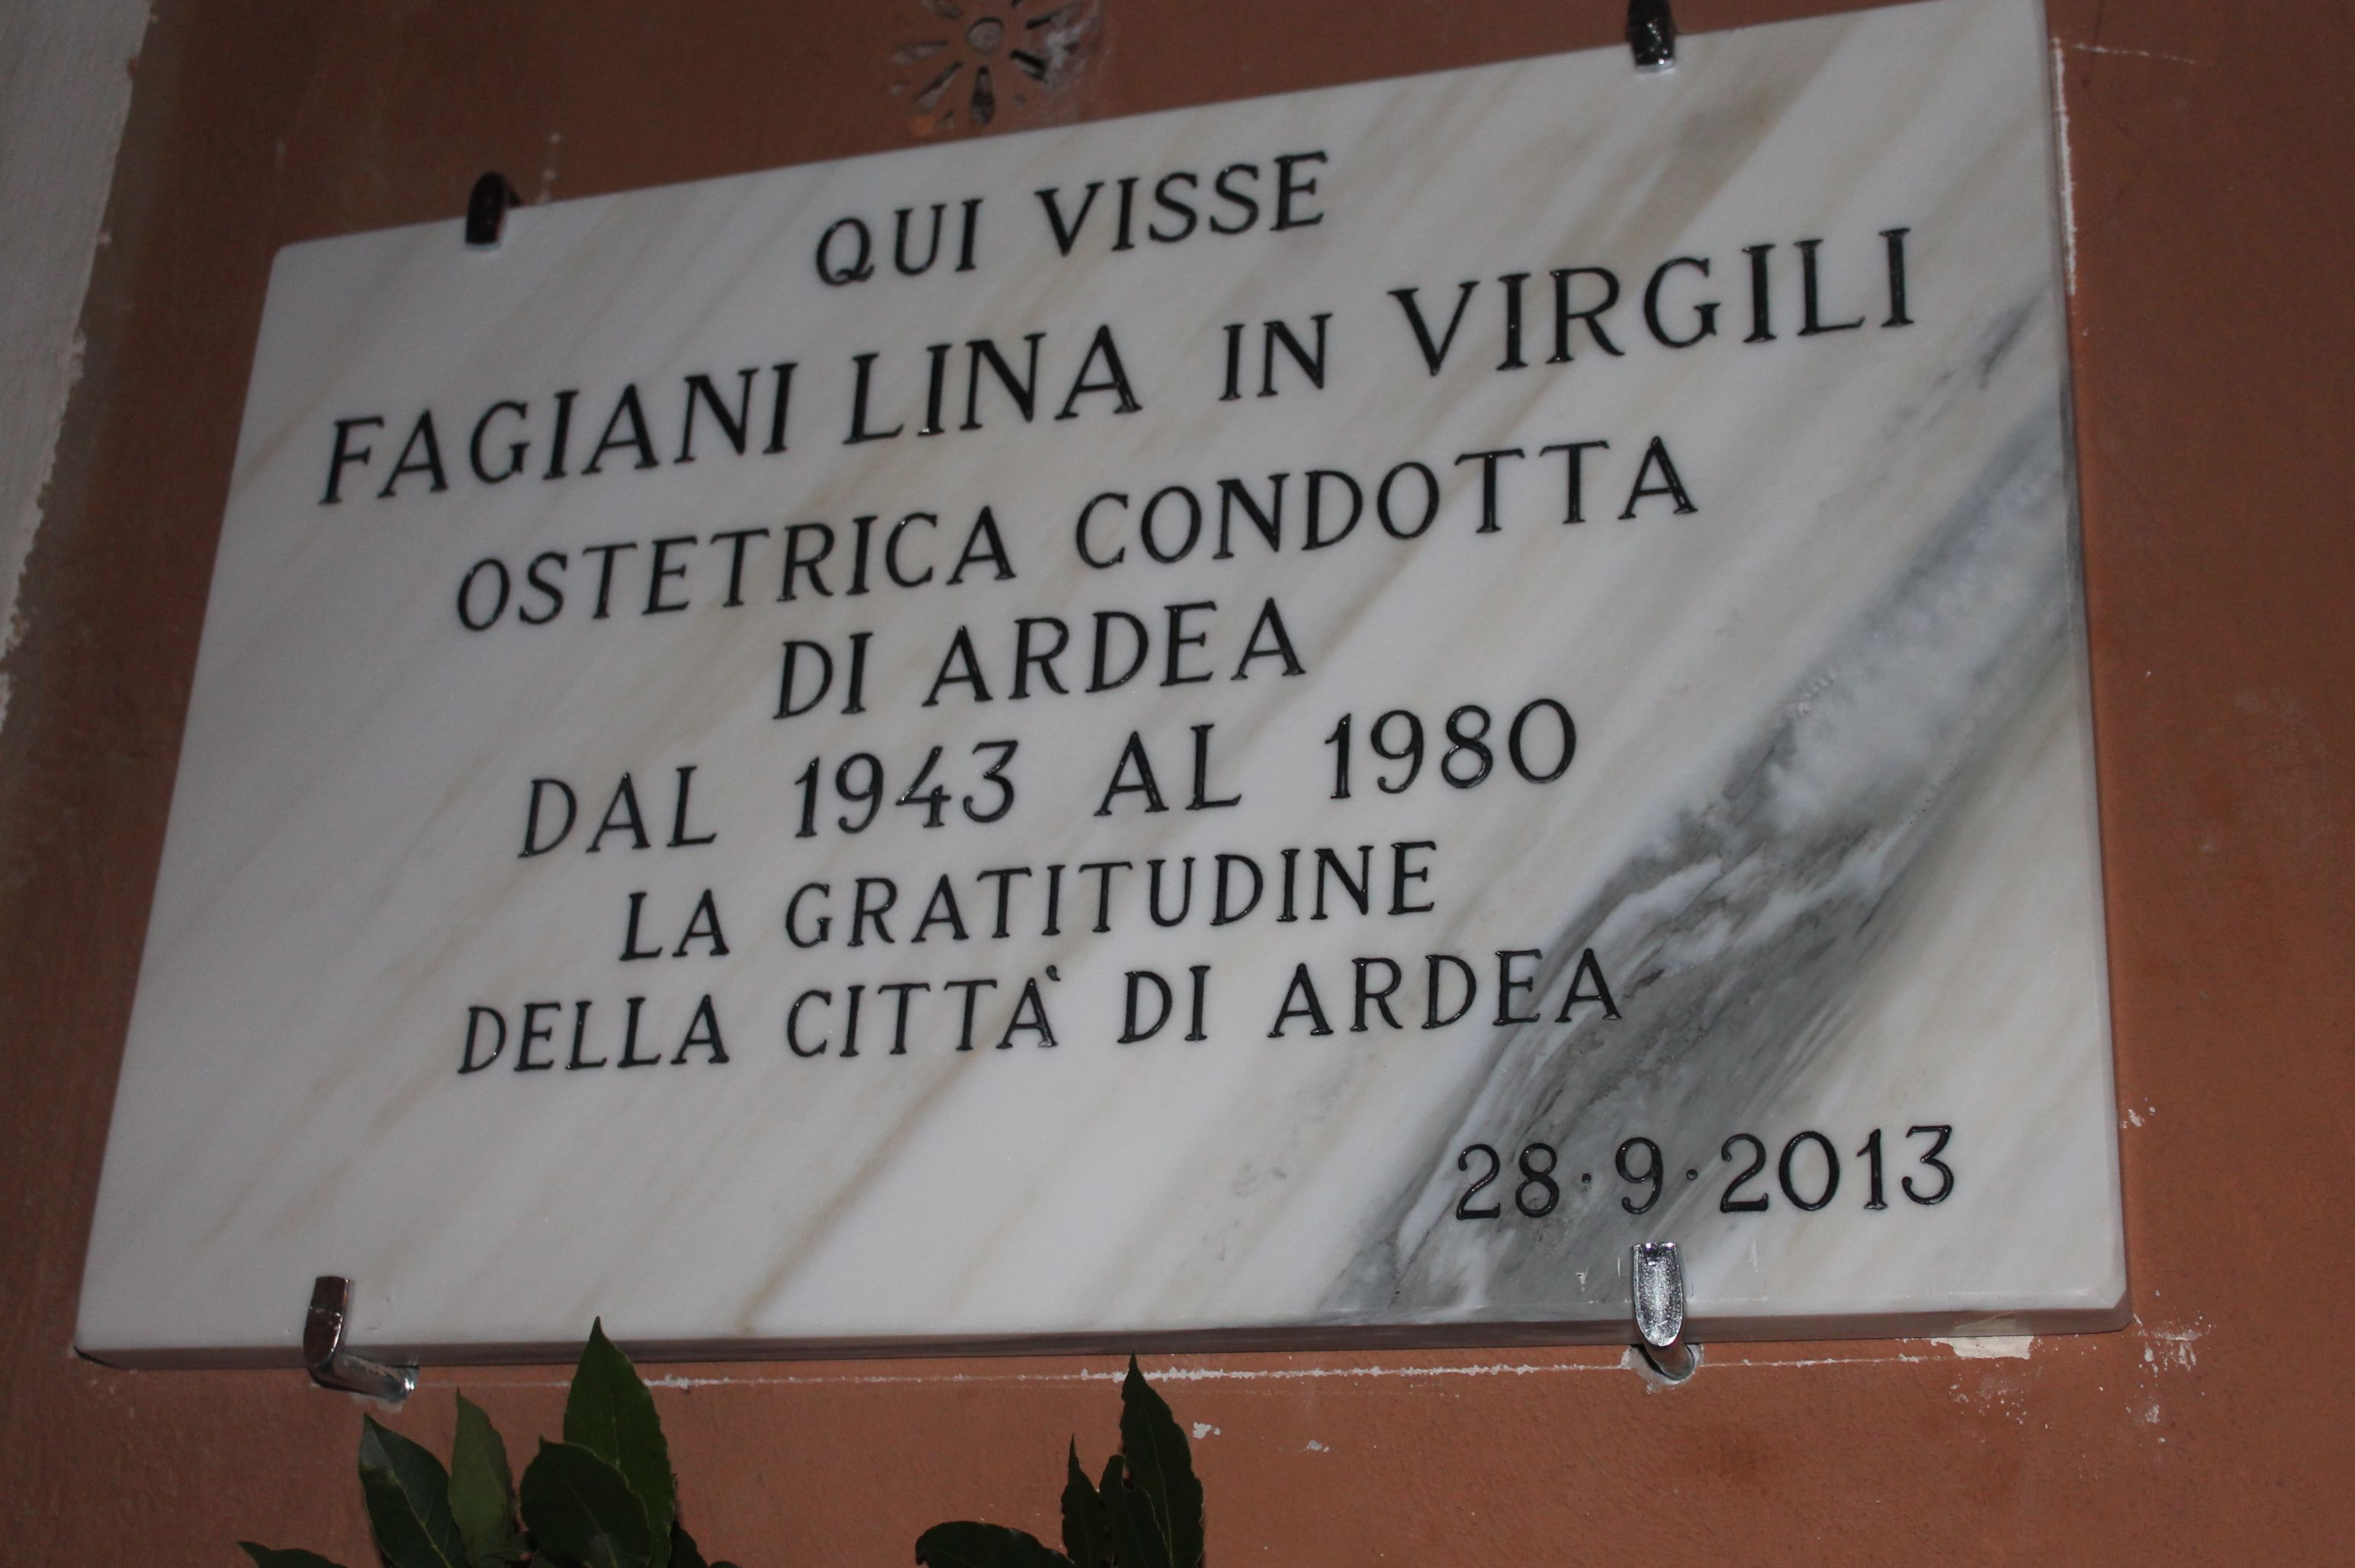 QUI VISSE
FAGIANI LINA IN VIRGILI
OSTETRICA CONDOTTA
DI ARDEA
DAL 1943 AL 1980
LA GRATITUDINE
DELLA CITTÀ DI ARDEA
28·9·2013